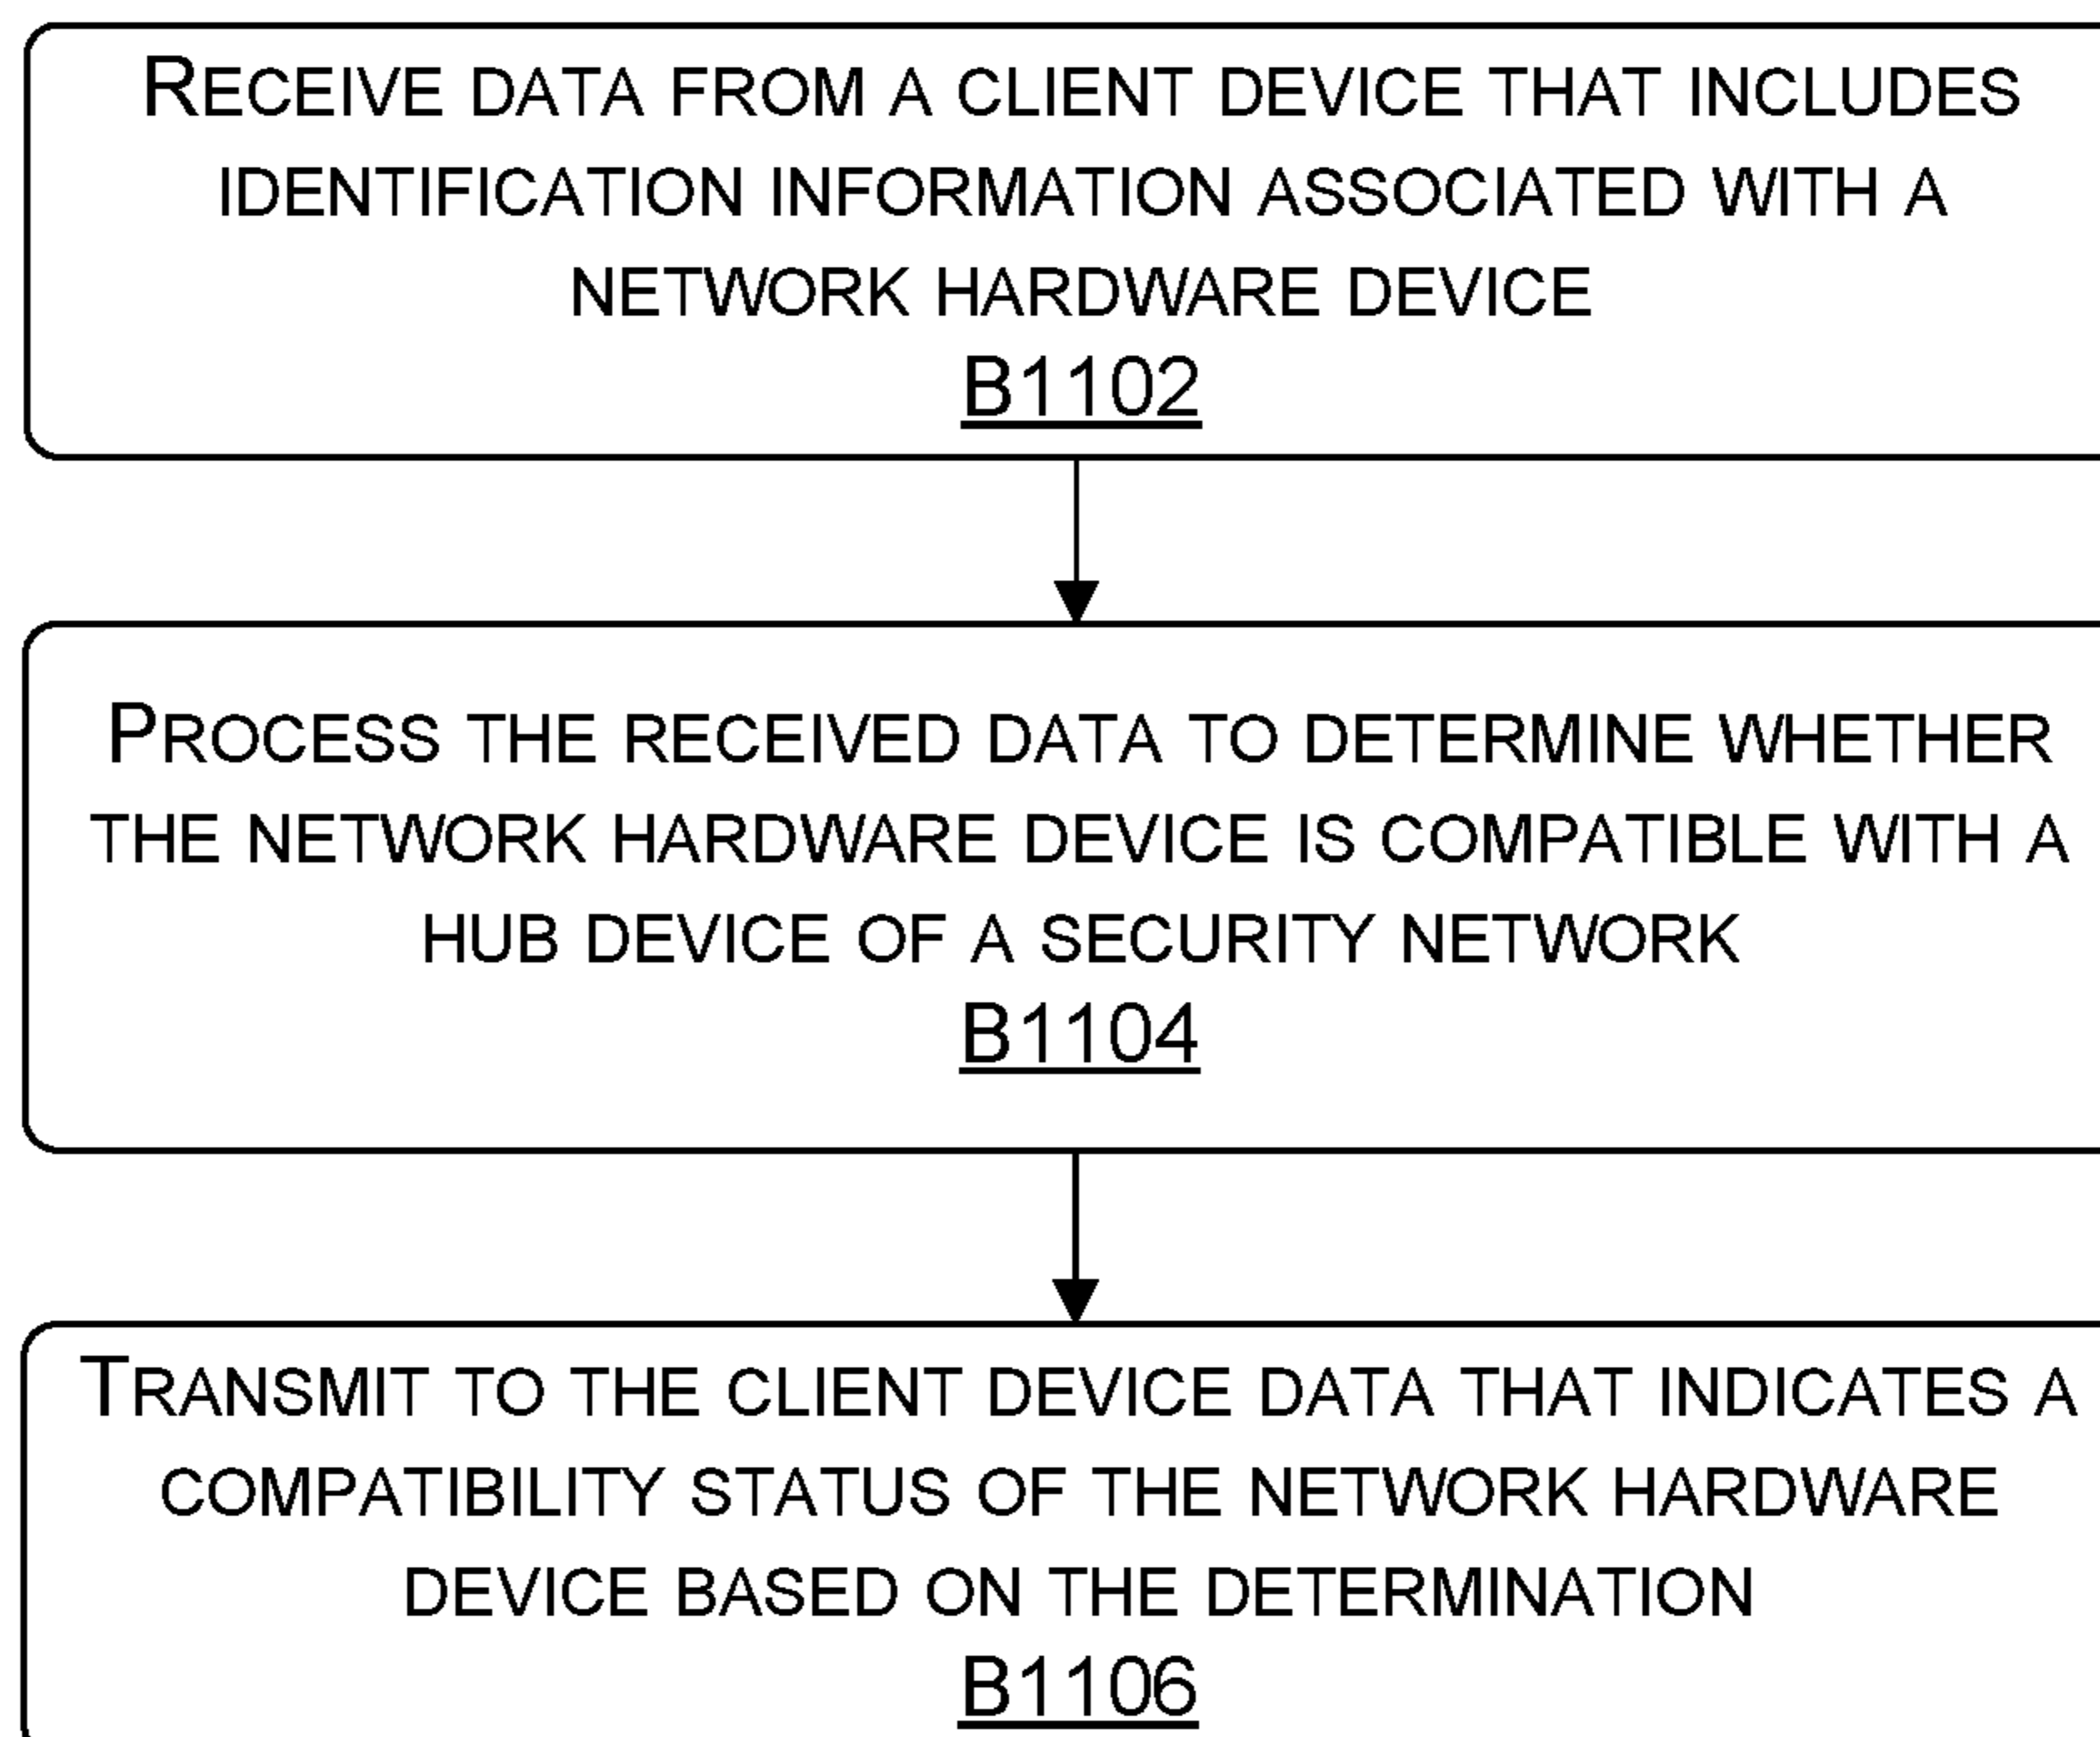 RECEIVE DATA FROM A CLIENT DEVICE THAT INCLUDES
IDENTIFICATION INFORMATION ASSOCIATED WITH A
NETWORK HARDWARE DEVICE
B1102
PROCESS THE RECEIVED DATA TO DETERMINE WHETHER
THE NETWORK HARDWARE DEVICE IS COMPATIBLE WITH A
HUB DEVICE OF A SECURITY NETWORK
B1104
TRANSMIT TO THE CLIENT DEVICE DATA THAT INDICATES A
COMPATIBILITY STATUS OF THE NETWORK HARDWARE
DEVICE BASED ON THE DETERMINATION
B1106